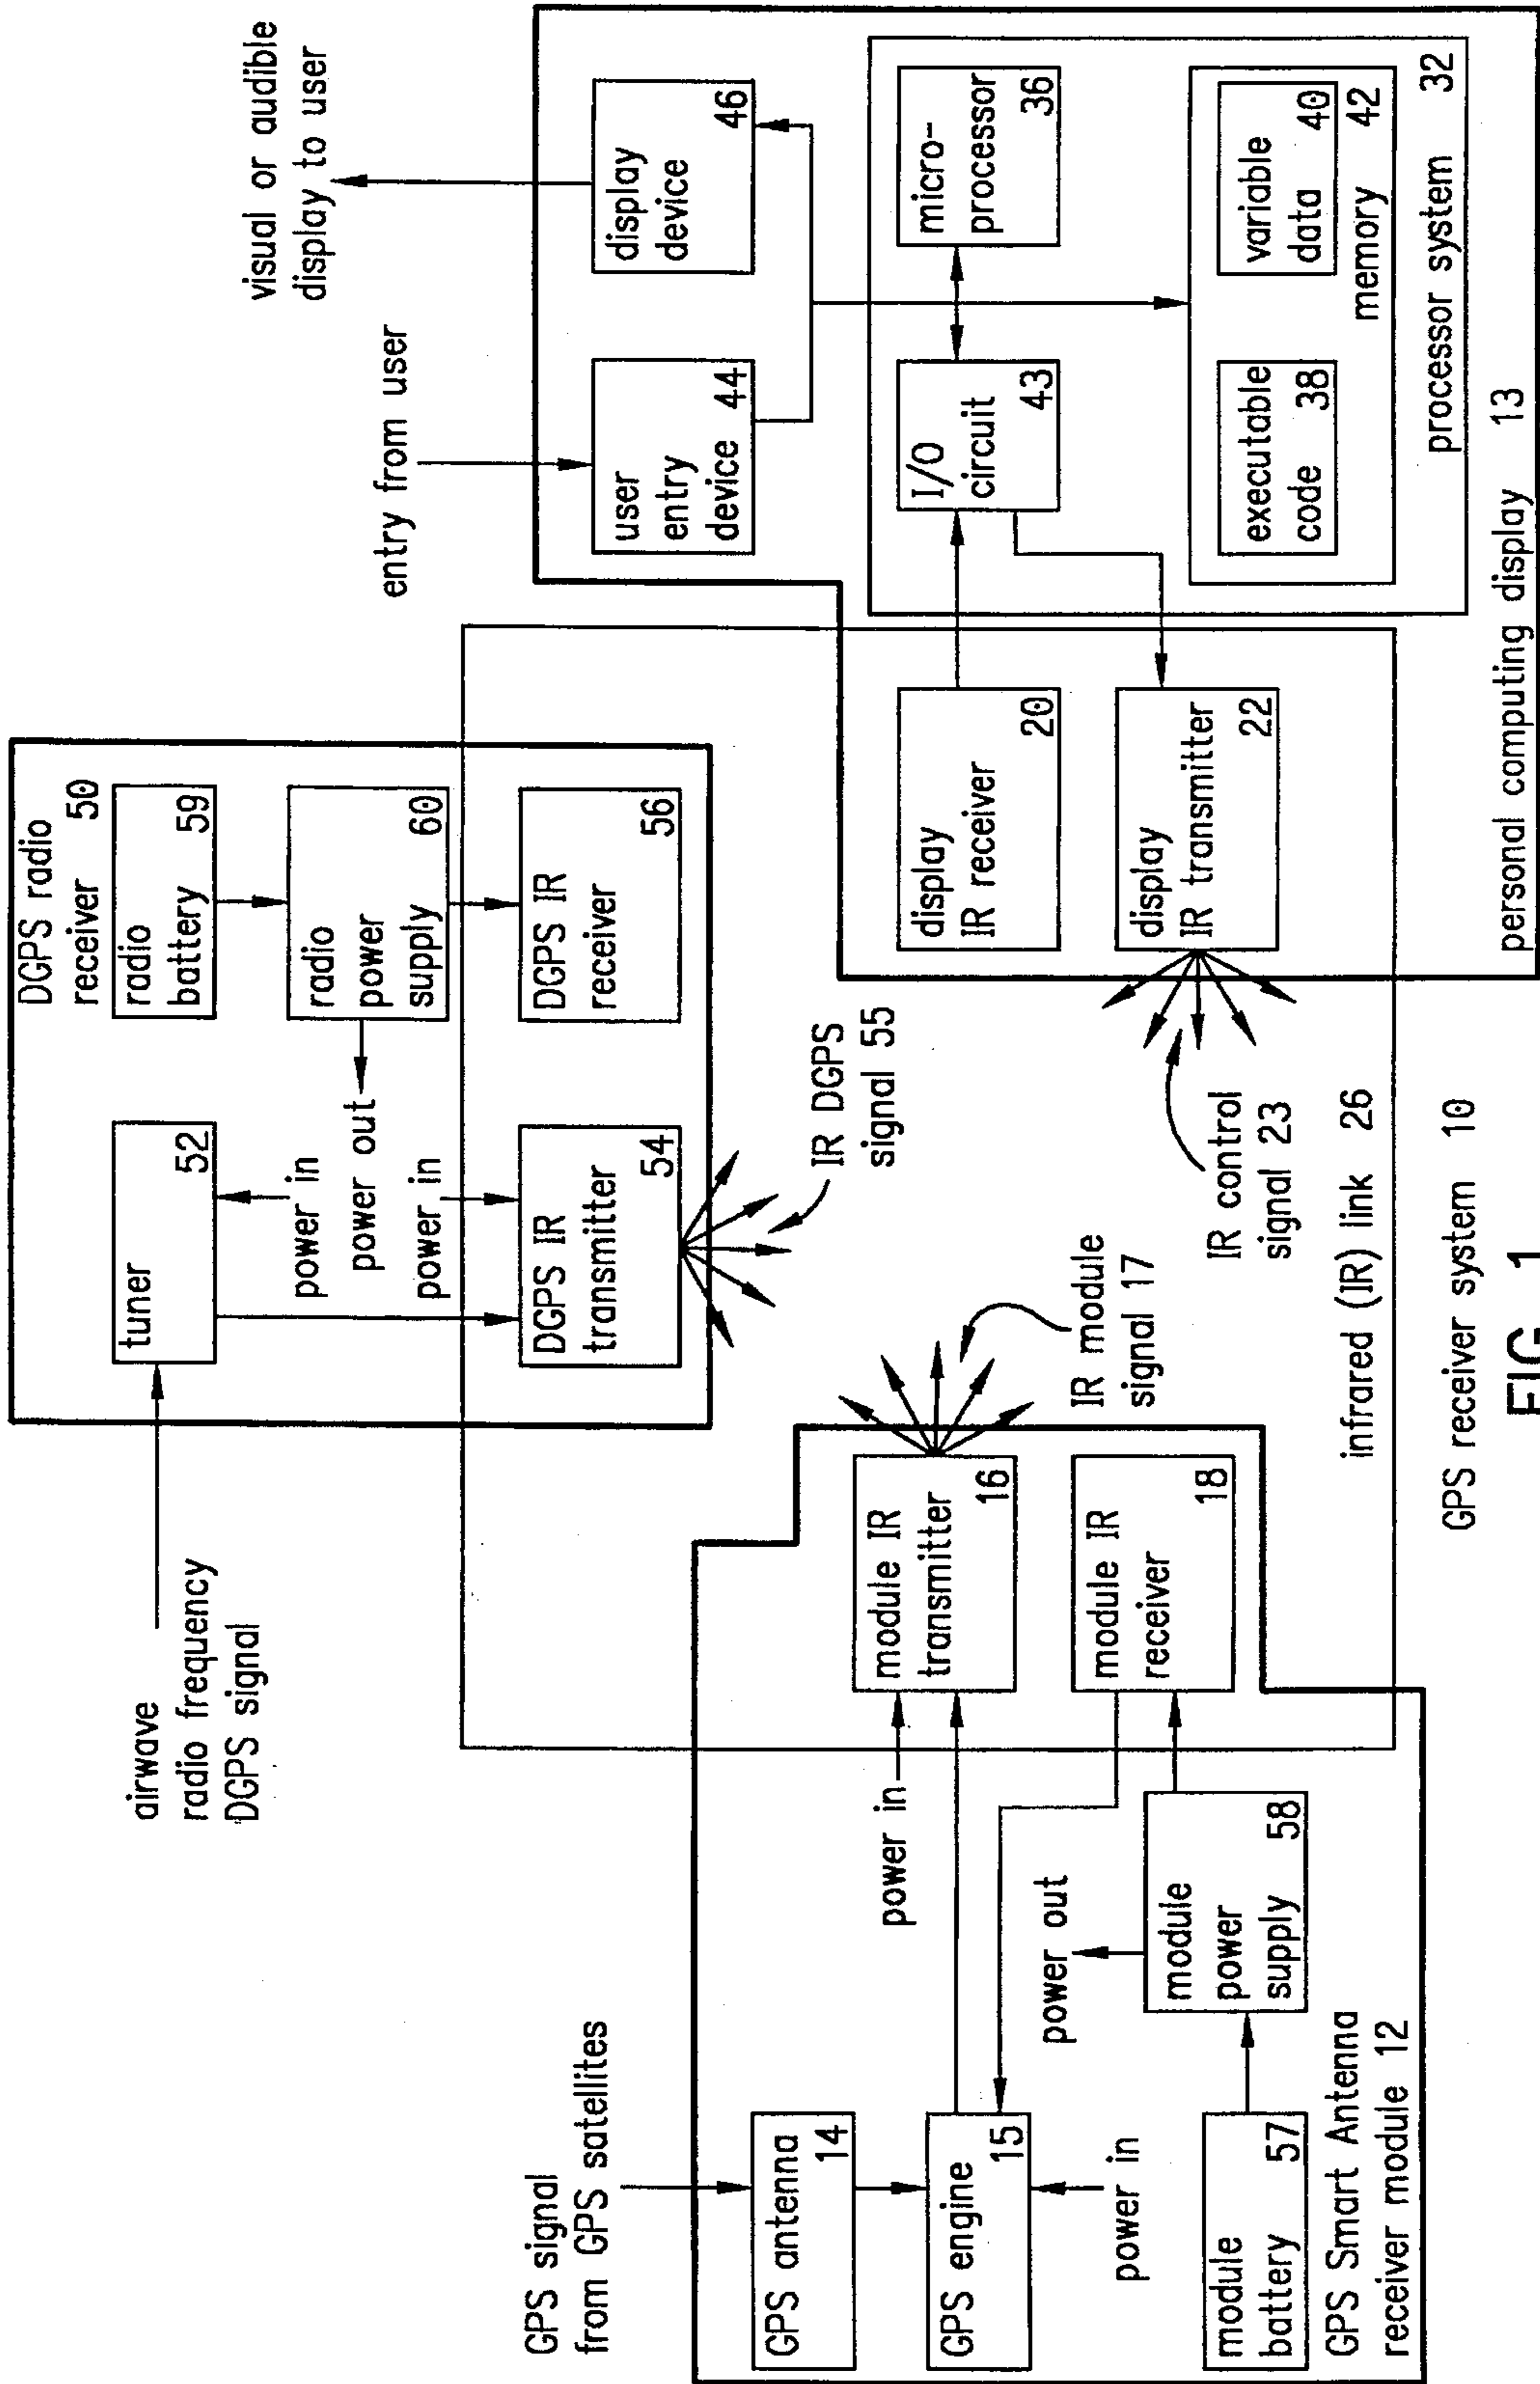 airwave
radio frequency
DGPS signal
DGPS radio
receiver 50
tuner
52
radio
battery 59
power in
power out
radio
power
supply 60
power in
DGPS IR
transmitter
54
DGPS IR
receiver
56
IR DGPS
signal 55
visual or audible
display to user
entry from user
user
entry
device 44
display
device
46
I/O
circuit
43
micro-
processor
36
executable
code 38
variable
data 40
memory 42
processor system 32
display
IR receiver
20
display
IR transmitter
22
personal computing display 13
IR control
signal 23
GPS signal
from GPS satellites
GPS antenna
14
GPS engine
15
power in
module
battery 57
module
power
supply 58
power out
power in
module IR
transmitter
16
module IR
receiver
18
IR module
signal 17
GPS Smart Antenna
receiver module 12
infrared (IR) link 26
GPS receiver system 10
FIG. 1